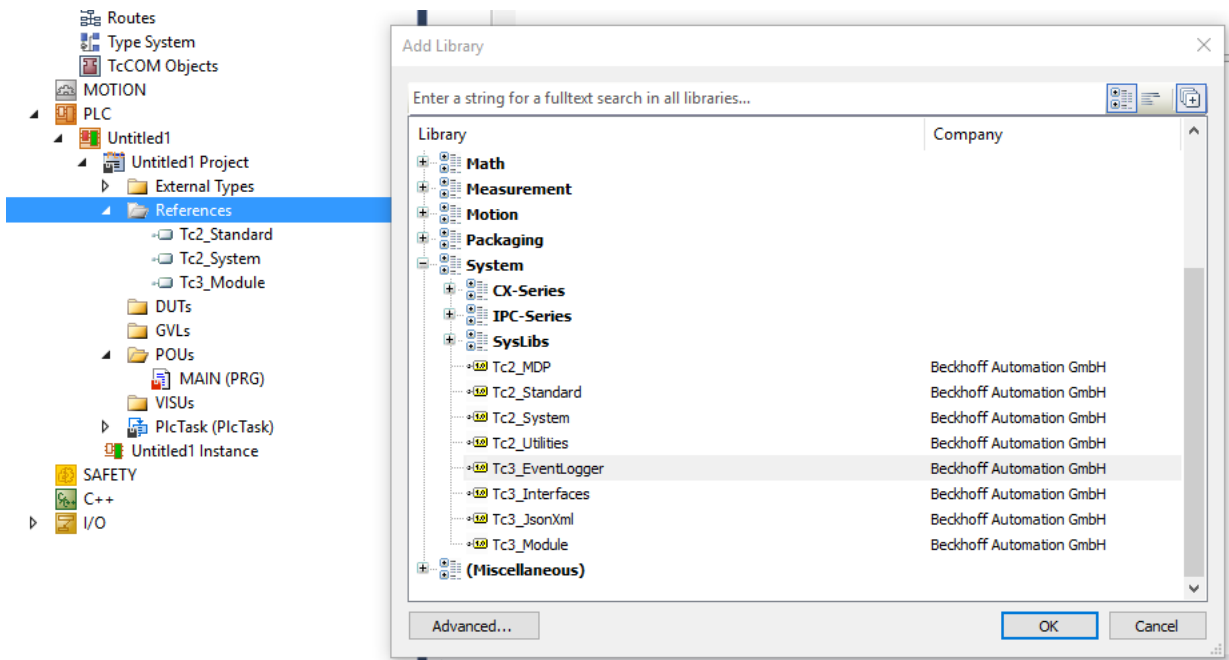 Routes
Type System
TcCOM Objects
MOTION
PLC
Untitled1
Untitled1 Project
External Types
References
Tc2_Standard
Tc2_System
Tc3_Module
DUTs
GVLs
POUs
MAIN (PRG)
VISUs
PlcTask (PlcTask)
Untitled1 Instance
SAFETY
C++
I/O
Add Library
Enter a string for a fulltext search in all libraries...
Library Company
Math
Measurement
Motion
Packaging
System
CX-Series
IPC-Series
SysLibs
Tc2_MDP Beckhoff Automation GmbH
Tc2_Standard Beckhoff Automation GmbH
Tc2_System Beckhoff Automation GmbH
Tc2_Utilities Beckhoff Automation GmbH
Tc3_EventLogger Beckhoff Automation GmbH
Tc3_Interfaces Beckhoff Automation GmbH
Tc3_JsonXml Beckhoff Automation GmbH
Tc3_Module Beckhoff Automation GmbH
(Miscellaneous)
Advanced... OK Cancel